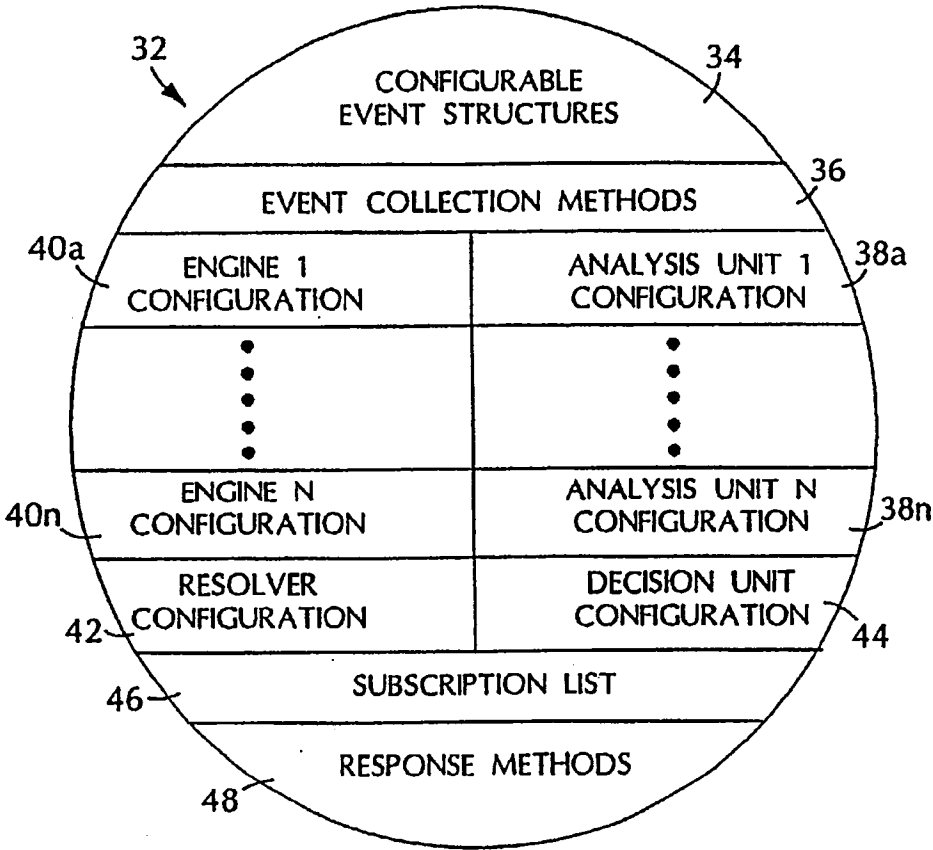 32
34
CONFIGURABLE
EVENT STRUCTURES
36
EVENT COLLECTION METHODS
40a
ENGINE 1
CONFIGURATION
ANALYSIS UNIT 1
CONFIGURATION
38a
40n
ENGINE N
CONFIGURATION
ANALYSIS UNIT N
CONFIGURATION
38n
42
RESOLVER
CONFIGURATION
DECISION UNIT
CONFIGURATION
44
46
SUBSCRIPTION LIST
48
RESPONSE METHODS